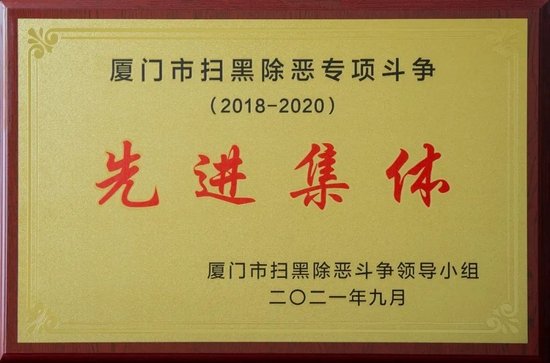 厦门市扫黑除恶专项斗争
（2018-2020）
先进集体
厦门市扫黑除恶斗争领导小组
二〇二一年九月